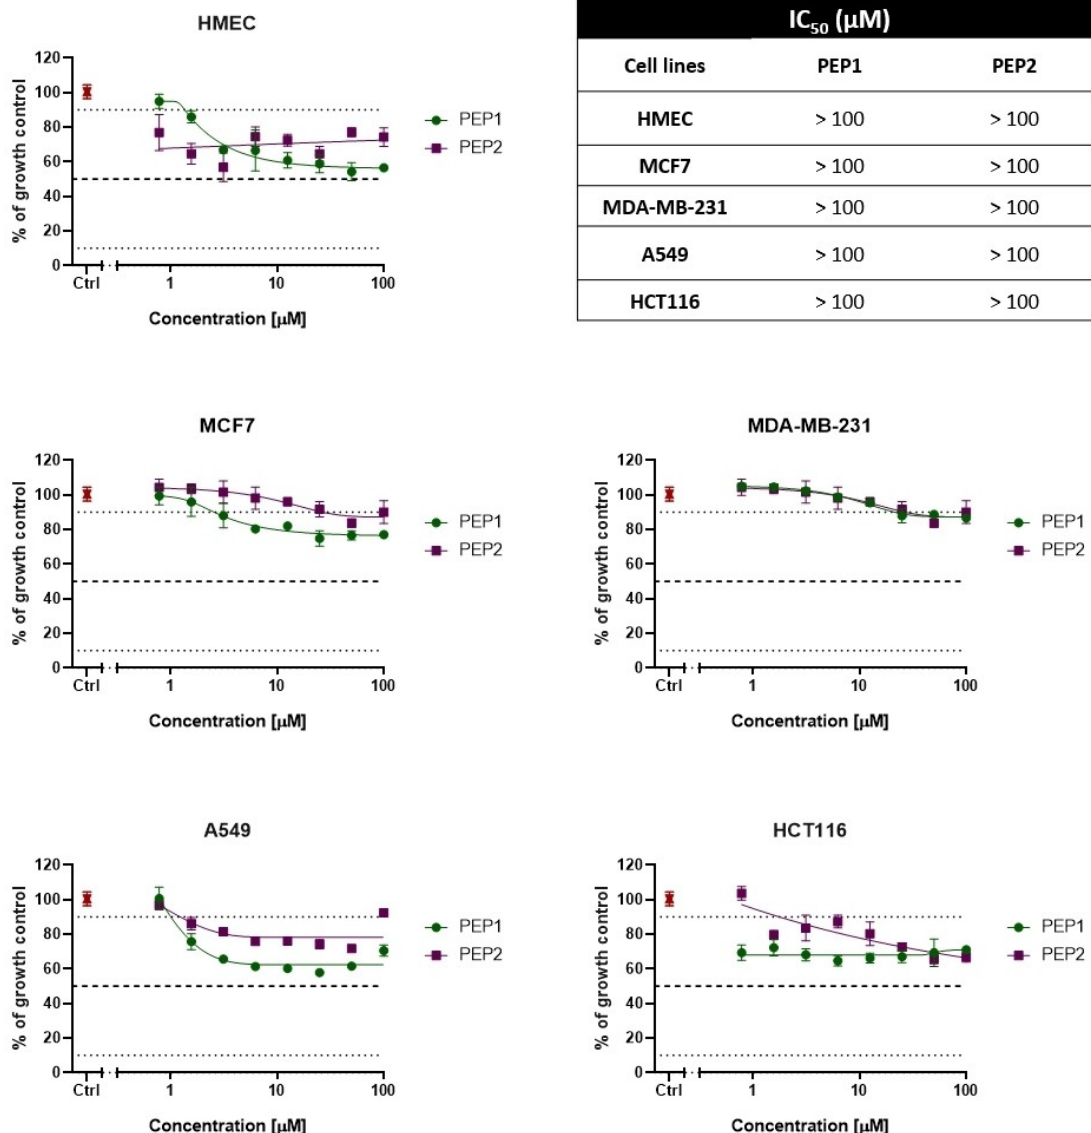 HMEC
% of growth control
120
100
80
60
40
20
0
Ctrl 1 10 100
Concentration [μM]
PEP1
PEP2
IC50 (μM)
Cell lines PEP1 PEP2
HMEC > 100 > 100
MCF7 > 100 > 100
MDA-MB-231 > 100 > 100
A549 > 100 > 100
HCT116 > 100 > 100
MCF7
% of growth control
120
100
80
60
40
20
0
Ctrl 1 10 100
Concentration [μM]
PEP1
PEP2
MDA-MB-231
% of growth control
120
100
80
60
40
20
0
Ctrl 1 10 100
Concentration [μM]
PEP1
PEP2
A549
% of growth control
120
100
80
60
40
20
0
Ctrl 1 10 100
Concentration [μM]
PEP1
PEP2
HCT116
% of growth control
120
100
80
60
40
20
0
Ctrl 1 10 100
Concentration [μM]
PEP1
PEP2